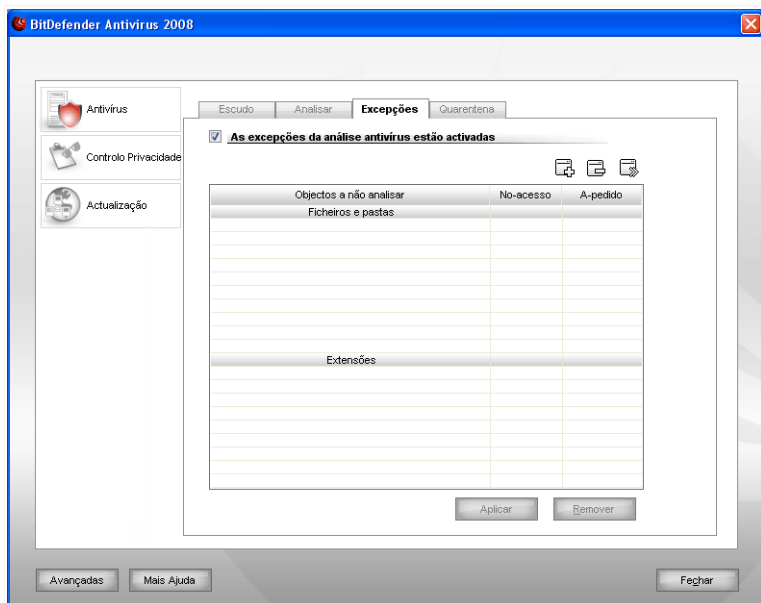 BitDefender Antivirus 2008
Antivírus
Controlo Privacidade
Actualização
Escudo Analisar Excepções Quarentena
As excepções da análise antivírus estão activadas
Objectos a não analisar No-acesso A-pedido
Ficheiros e pastas
Extensões
Aplicar Remover
Avançadas Mais Ajuda Fechar